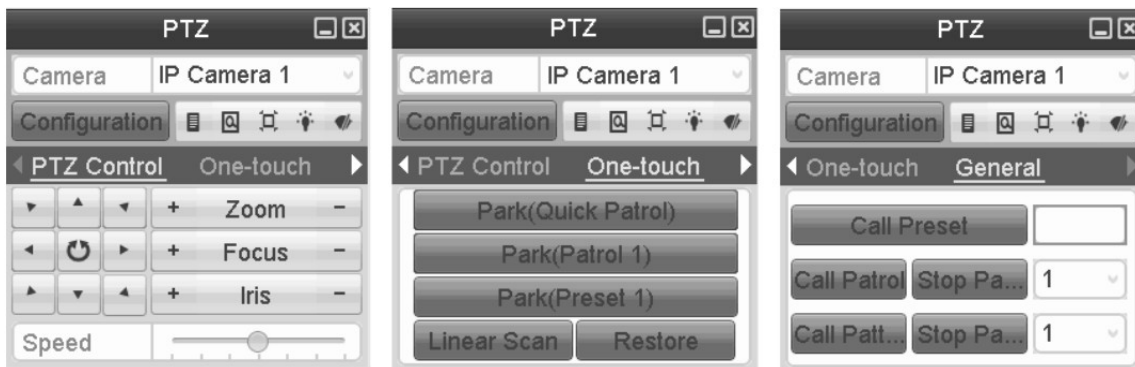 PTZ
Camera IP Camera 1
Configuration
PTZ Control One-touch
+ Zoom -
+ Focus -
+ Iris -
Speed
PTZ
Camera IP Camera 1
Configuration
PTZ Control One-touch
Park(Quick Patrol)
Park(Patrol 1)
Park(Preset 1)
Linear Scan Restore
PTZ
Camera IP Camera 1
Configuration
One-touch General
Call Preset
Call Patrol Stop Pa... 1
Call Patt... Stop Pa... 1